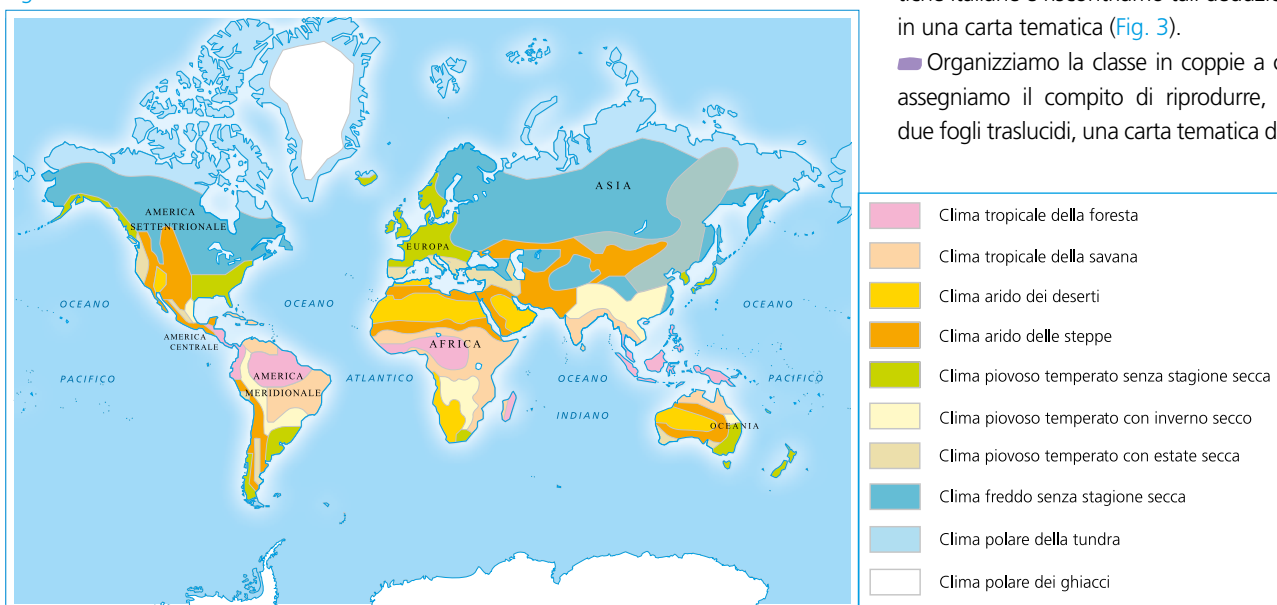 in una carta tematica (Fig. 3).
Organizziamo la classe in coppie a
assegniamo il compito di riprodurre,
due fogli traslucidi, una carta tematica
ASIA
AMERICA
SETTENTRIONALE
EUROPA
OCEANO
OCEANO
OCEANO
AMERICA
CENTRALE
AFRICA
PACIFICO
AMERICA
MERIDIONALE
ATLANTICO
OCEANO
INDIANO
PACIFICO
OCEANIA
Clima tropicale della foresta
Clima tropicale della savana
Clima arido dei deserti
Clima arido delle steppe
Clima piovoso temperato senza stagione secca
Clima piovoso temperato con inverno secco
Clima piovoso temperato con estate secca
Clima freddo senza stagione secca
Clima polare della tundra
Clima polare dei ghiacci